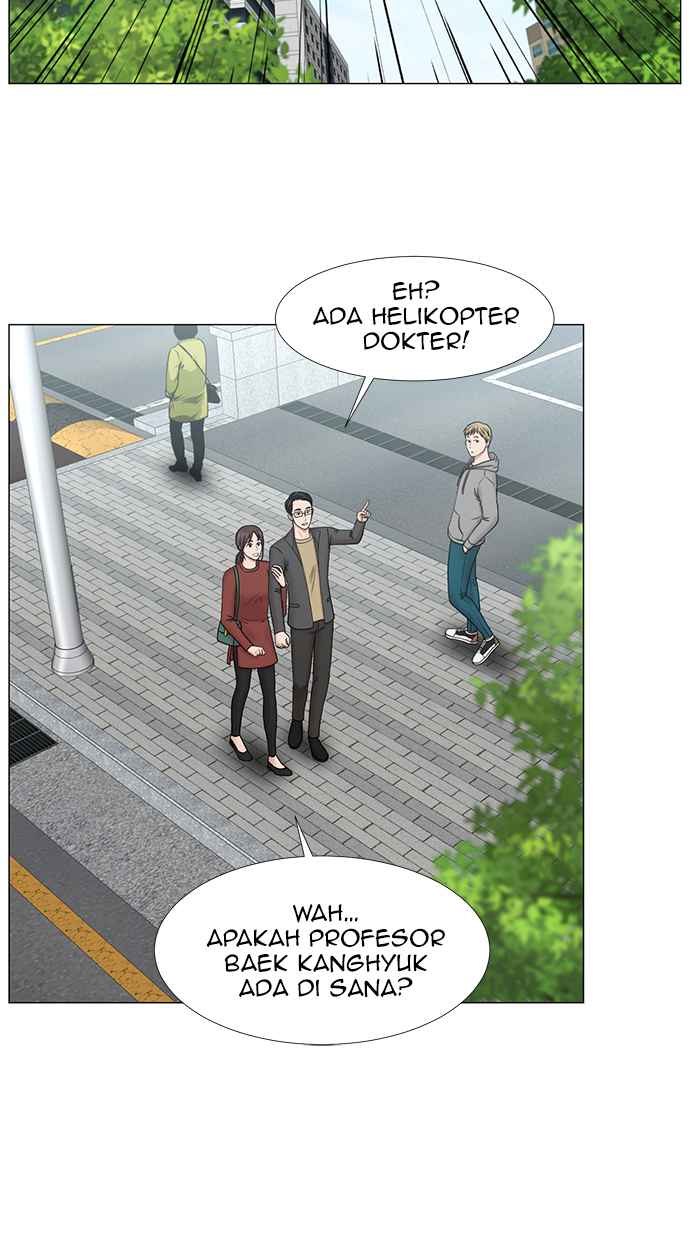 EH?
ADA HELIKOPTER
DOKTER!
WAH...
APAKAH PROFESOR
BAEK KANGHYUK
ADA DI SANA?